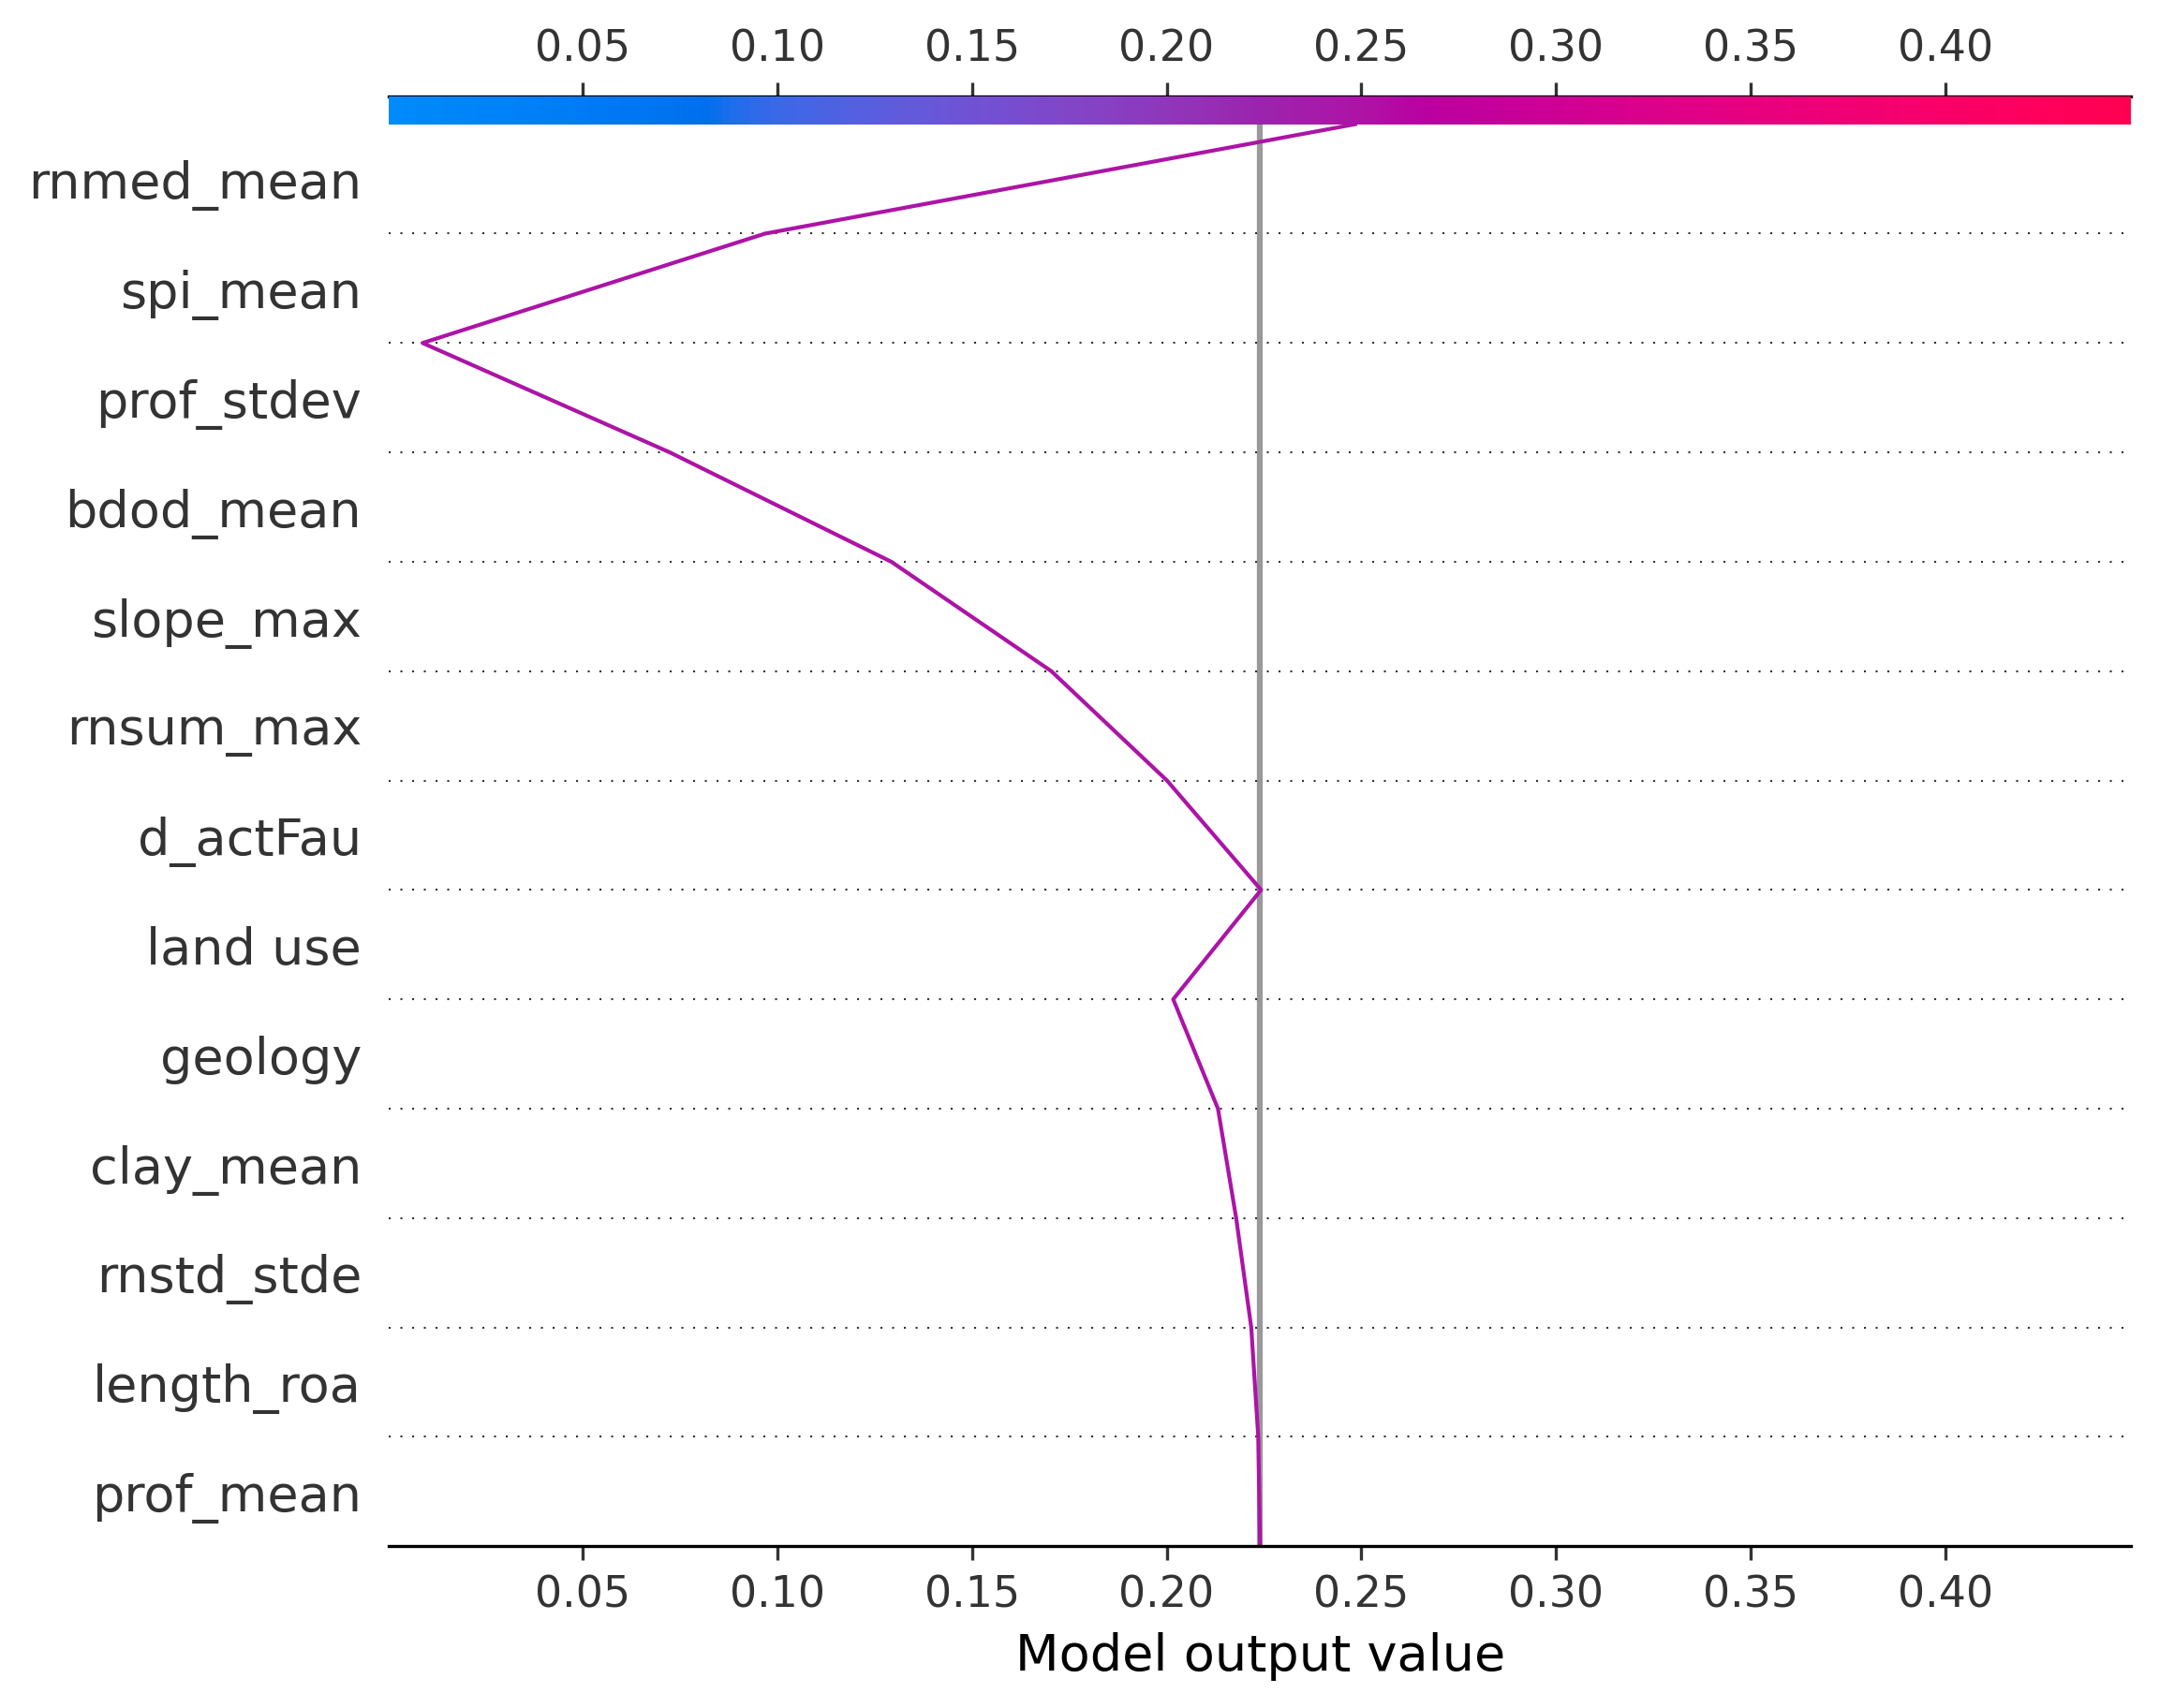 0.05 0.10 0.15 0.20 0.25 0.30 0.35 0.40
rnmed_mean
spi_mean
prof_stdev
bdod_mean
slope_max
rnsum_max
d_actFau
land use
geology
clay_mean
rnstd_stde
length_roa
prof_mean
0.05 0.10 0.15 0.20 0.25 0.30 0.35 0.40
Model output value